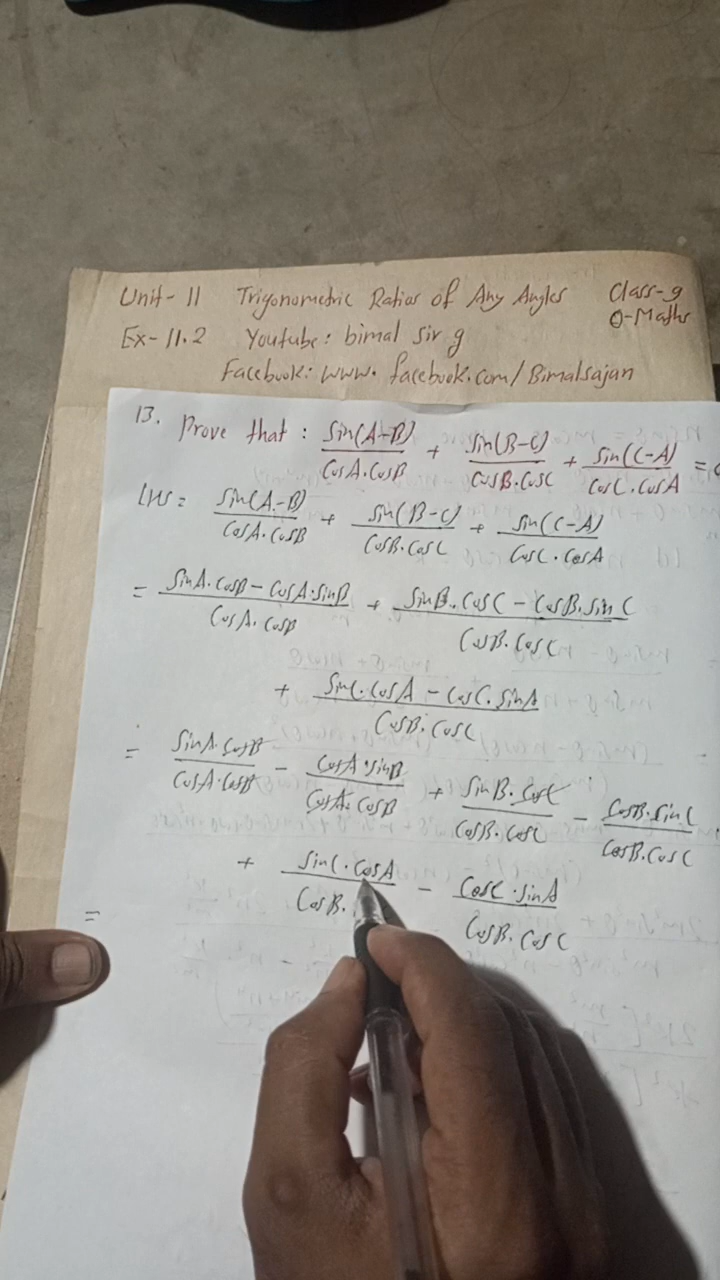 Unit- 11 Trigonometric Ratios of Any Angles Class-9
O-Maths
Ex- 11.2 Youtube: bimal sir g
Facebook: www. facebook.com/Bimalsajan
13. Prove that : sin(A-B)/CosA.CosB + sin(B-C)/CosB.CosC + sin(C-A)/CosC.CosA =
LHS = sin(A-B)/CosA.CosB + sin(B-C)/CosB.CosC + sin(C-A)/CosC.CosA
= SinA.CosB - CosA.SinB/CosA.CosB + SinB.CosC - CosB.sinC/CosB.CosC
+ SinC.CosA - CosC.sinA/CosB.CosC
= SinA.CosB/CosA.CosB - CosA.sinB/CosA.CosB + SinB.CosC/CosB.CosC - CosB.SinC/CosB.CosC
+ SinC.CosA/CosB. - CosC.sinA/CosB.CosC
=